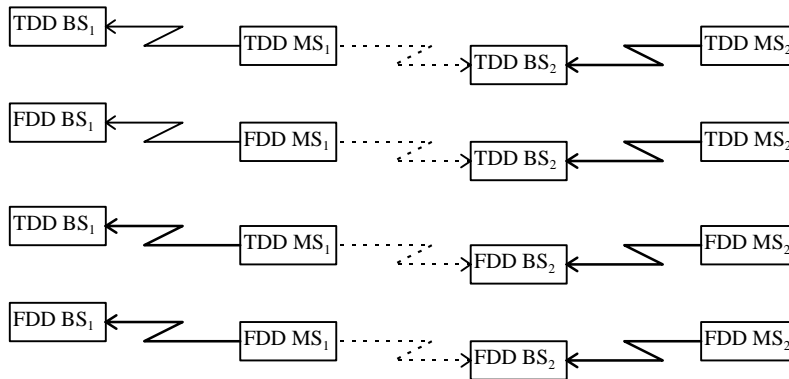 TDD BS₁ TDD MS₁ TDD BS₂ TDD MS₂
FDD BS₁ FDD MS₁ TDD BS₂ TDD MS₂
TDD BS₁ TDD MS₁ FDD BS₂ FDD MS₂
FDD BS₁ FDD MS₁ FDD BS₂ FDD MS₂